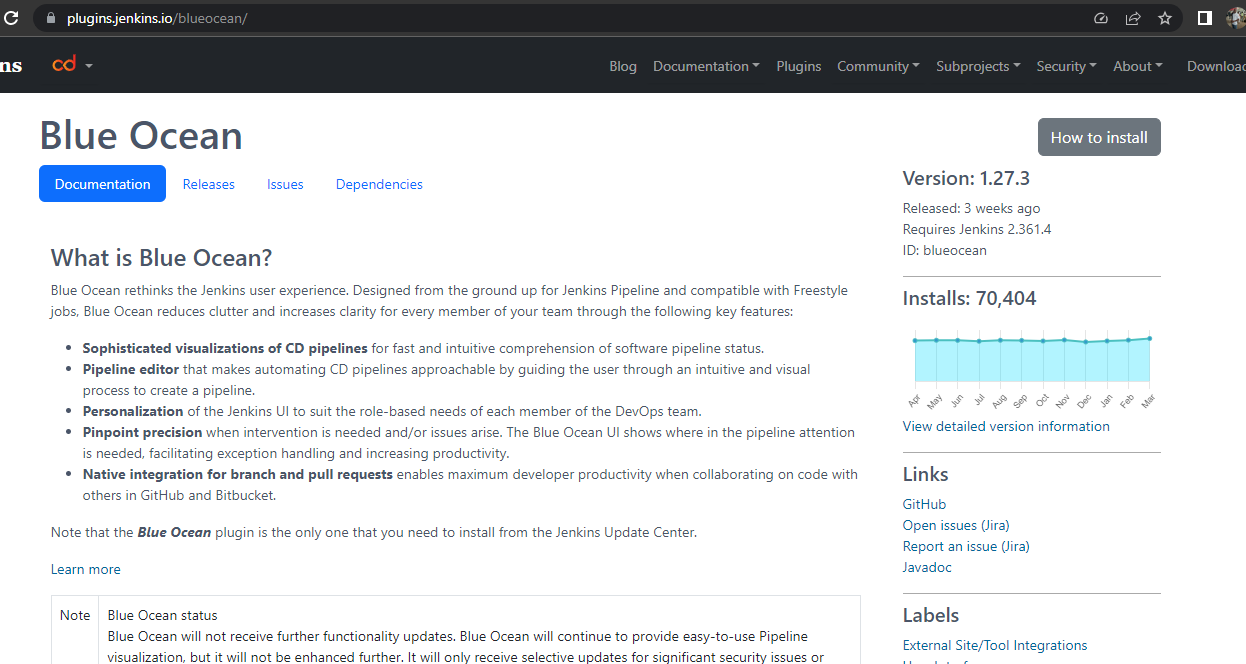 plugins.jenkins.io/blueocean/
ns
cd
Blog Documentation Plugins Community Subprojects Security About Download
Blue Ocean
How to install
Documentation Releases Issues Dependencies
What is Blue Ocean?
Blue Ocean rethinks the Jenkins user experience. Designed from the ground up for Jenkins Pipeline and compatible with Freestyle
jobs, Blue Ocean reduces clutter and increases clarity for every member of your team through the following key features:
• Sophisticated visualizations of CD pipelines for fast and intuitive comprehension of software pipeline status.
• Pipeline editor that makes automating CD pipelines approachable by guiding the user through an intuitive and visual
process to create a pipeline.
• Personalization of the Jenkins UI to suit the role-based needs of each member of the DevOps team.
• Pinpoint precision when intervention is needed and/or issues arise. The Blue Ocean UI shows where in the pipeline attention
is needed, facilitating exception handling and increasing productivity.
• Native integration for branch and pull requests enables maximum developer productivity when collaborating on code with
others in GitHub and Bitbucket.
Note that the Blue Ocean plugin is the only one that you need to install from the Jenkins Update Center.
Learn more
Note Blue Ocean status
Blue Ocean will not receive further functionality updates. Blue Ocean will continue to provide easy-to-use Pipeline
visualization, but it will not be enhanced further. It will only receive selective updates for significant security issues or
Version: 1.27.3
Released: 3 weeks ago
Requires Jenkins 2.361.4
ID: blueocean
Installs: 70,404
Apr May Jun Jul Aug Sep Oct Nov Dec Jan Feb Mar
View detailed version information
Links
GitHub
Open issues (Jira)
Report an issue (Jira)
Javadoc
Labels
External Site/Tool Integrations